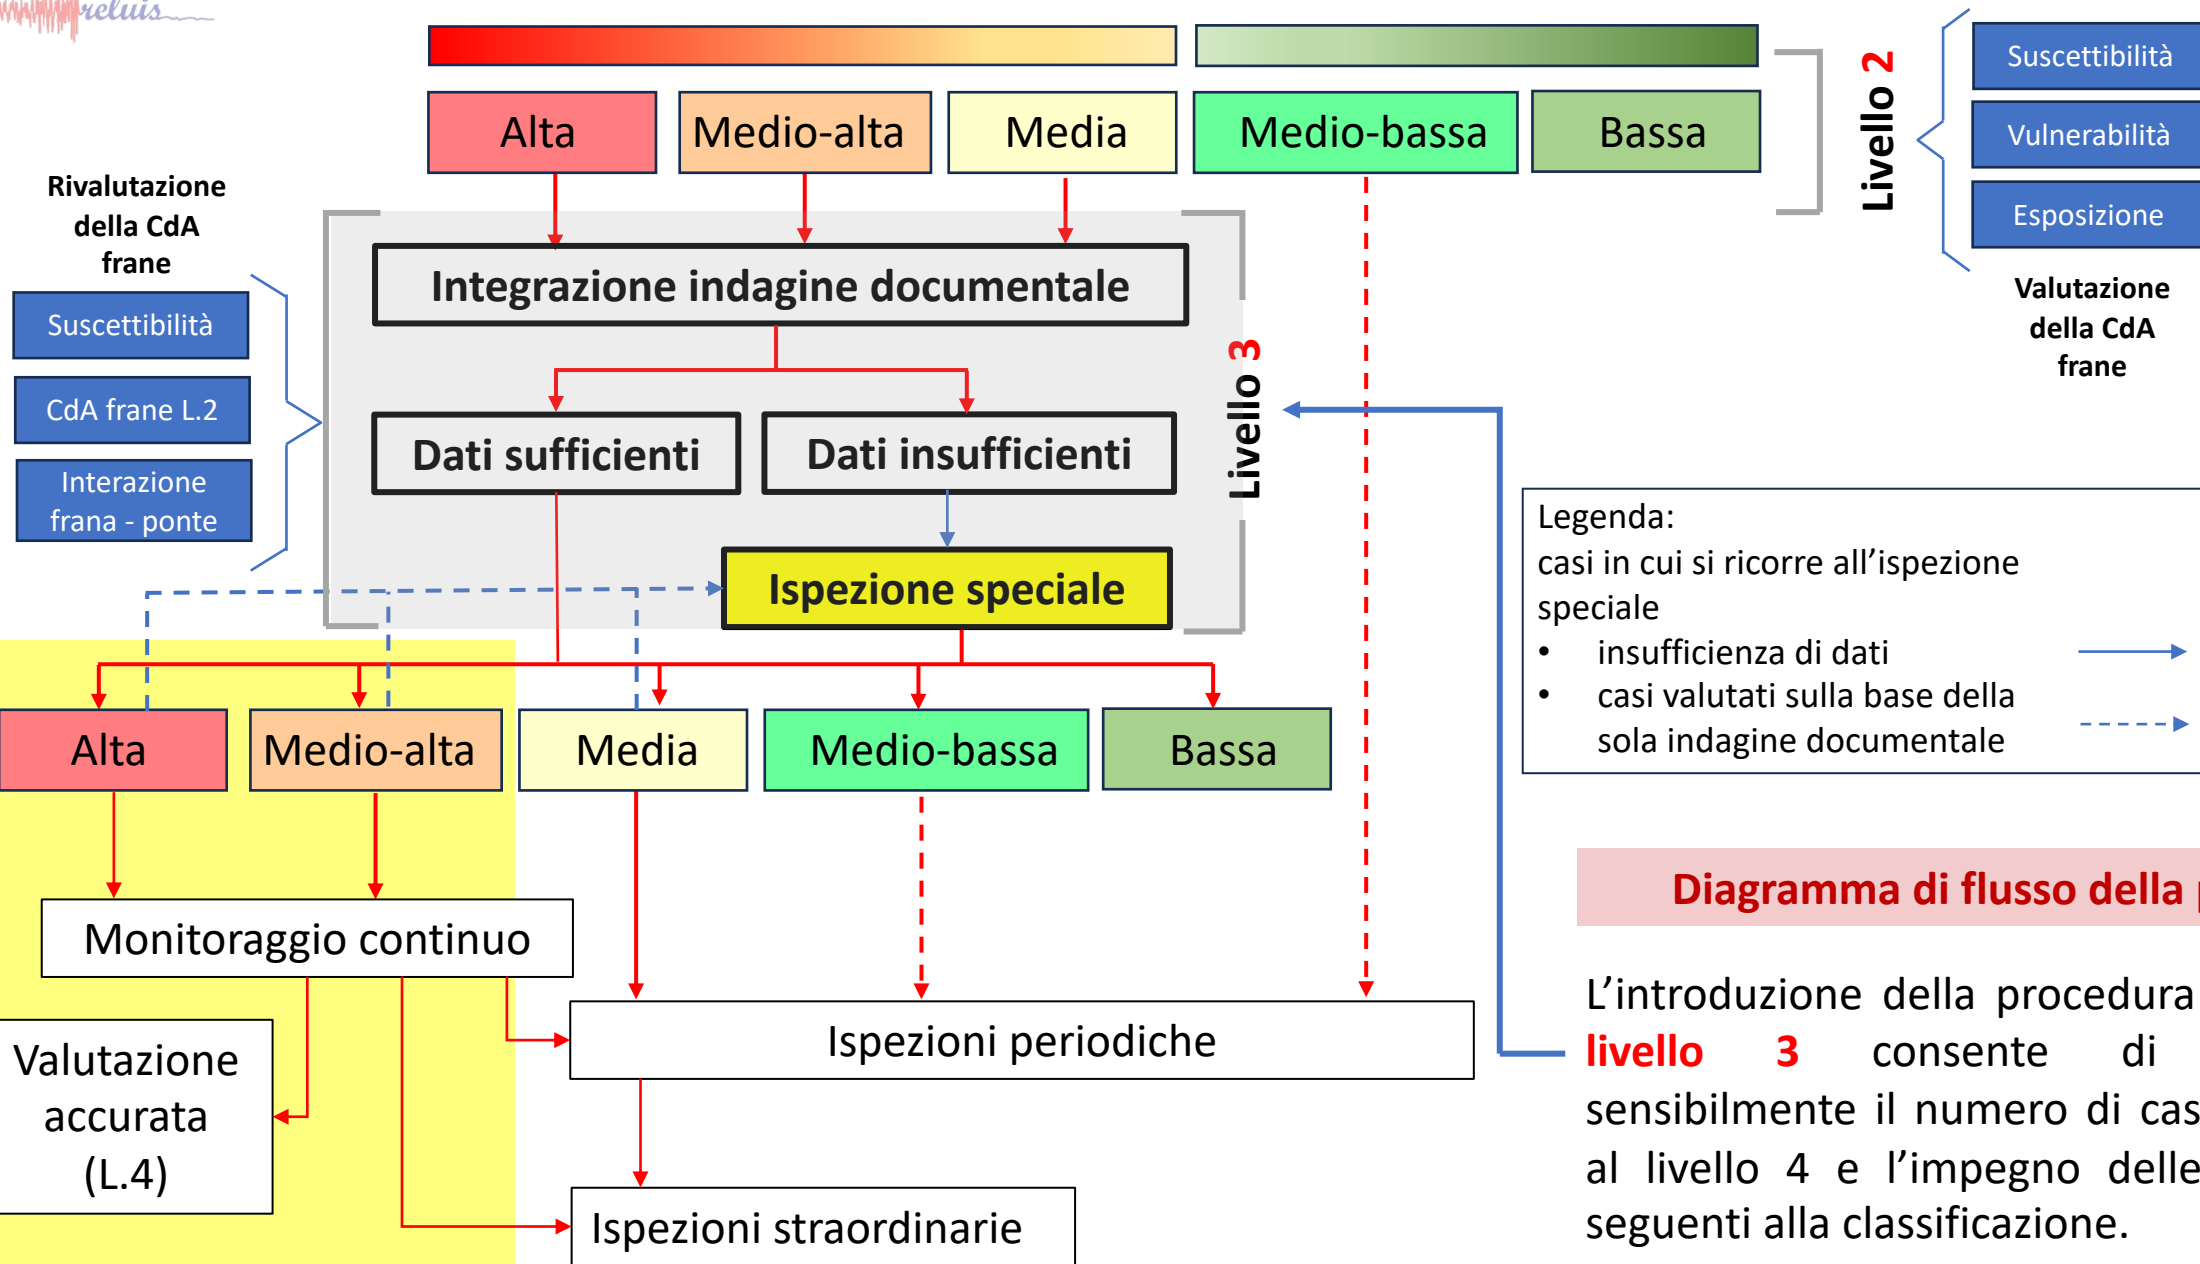 reluis
Alta
Medio-alta
Media
Medio-bassa
Bassa
Livello 2
Suscettibilità
Vulnerabilità
Esposizione
Valutazione
della CdA
frane
Rivalutazione
della CdA
frane
Suscettibilità
CdA frane L.2
Interazione
frana - ponte
Integrazione indagine documentale
Dati sufficienti
Dati insufficienti
Livello 3
Ispezione speciale
Legenda:
casi in cui si ricorre all'ispezione
speciale
• insufficienza di dati
• casi valutati sulla base della
sola indagine documentale
Alta
Medio-alta
Media
Medio-bassa
Bassa
Monitoraggio continuo
Valutazione
accurata
(L.4)
Ispezioni periodiche
Ispezioni straordinarie
Diagramma di flusso della
L'introduzione della procedura
livello 3 consente di
sensibilmente il numero di cas
al livello 4 e l'impegno delle
seguenti alla classificazione.